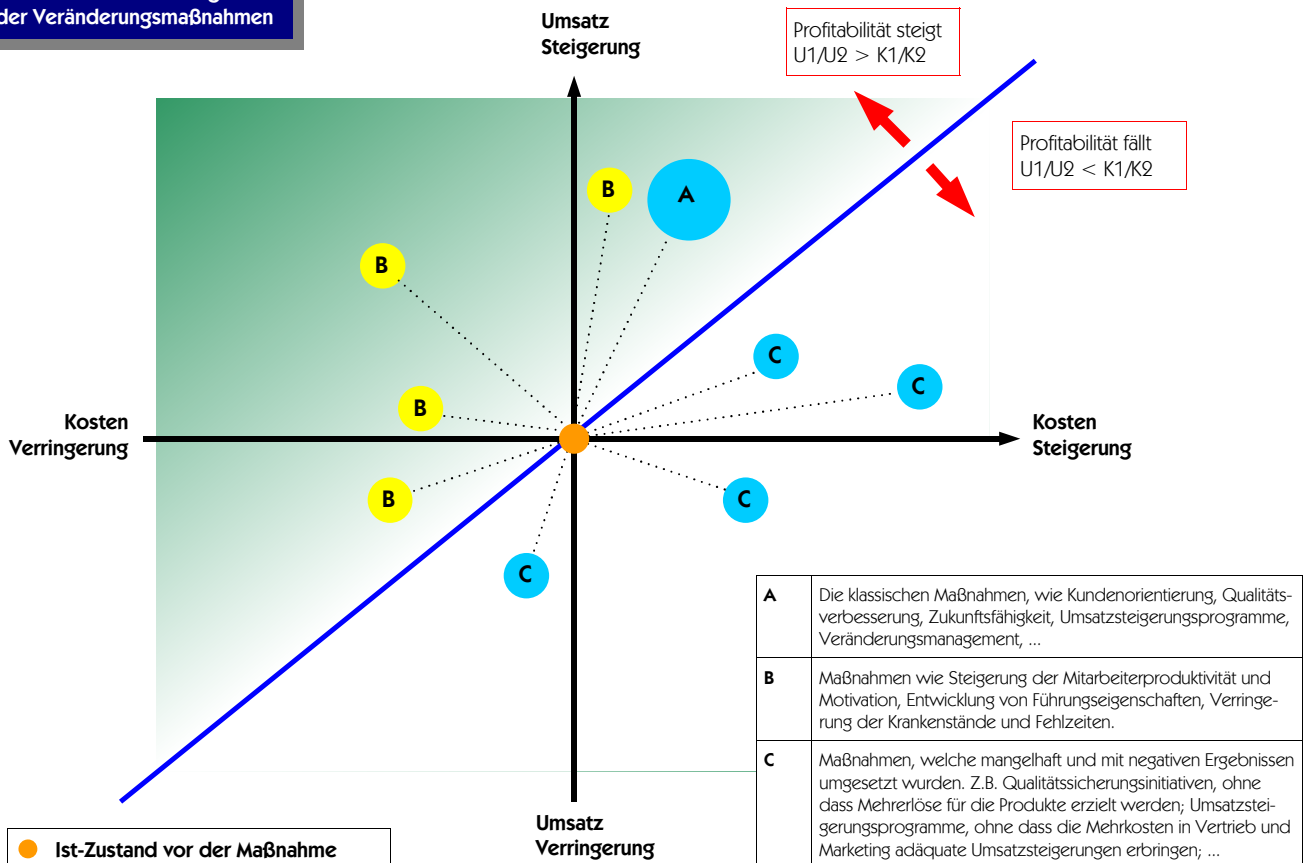 der Veränderungsmaßnahmen
Umsatz
Steigerung
Profitabilität steigt
U1/U2 > K1/K2
Profitabilität fällt
U1/U2 < K1/K2
B
A
B
C
C
B
Kosten
Verringerung
Kosten
Steigerung
B
C
C
A
Die klassischen Maßnahmen, wie Kundenorientierung, Qualitäts-
verbesserung, Zukunftsfähigkeit, Umsatzsteigerungsprogramme,
Veränderungsmanagement, ...
B
Maßnahmen wie Steigerung der Mitarbeiterproduktivität und
Motivation, Entwicklung von Führungseigenschaften, Verringe-
rung der Krankenstände und Fehlzeiten.
C
Maßnahmen, welche mangelhaft und mit negativen Ergebnissen
umgesetzt wurden. Z.B. Qualitätssicherungsinitiativen, ohne
dass Mehrerlöse für die Produkte erzielt werden; Umsatzstei-
gerungsprogramme, ohne dass die Mehrkosten in Vertrieb und
Marketing adäquate Umsatzsteigerungen erbringen; ...
Umsatz
Verringerung
Ist-Zustand vor der Maßnahme